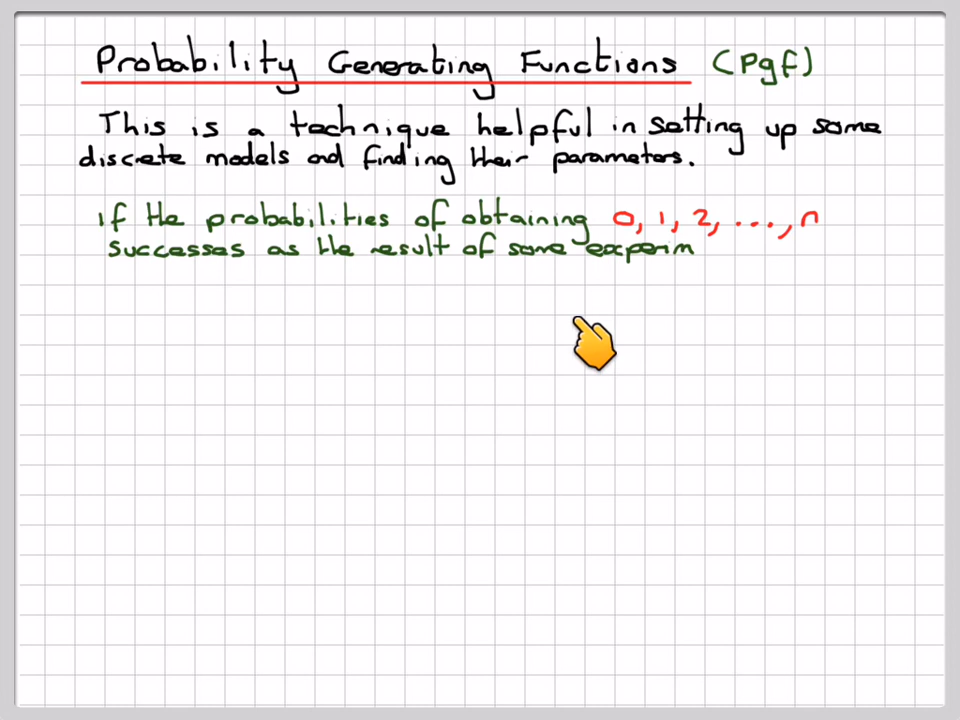 Probability Generating Functions (Pgf)
This is a technique helpful in setting up some
discrete models and finding their parameters.
If the probabilities of obtaining 0, 1, 2, ..., n
successes as the result of some experim